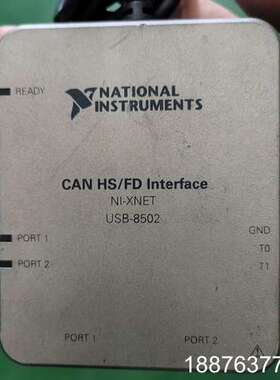 READY
NATIONAL
INSTRUMENTS
CAN HS/FD Interface
NI-XNET
USB-8502
GND
PORT 1
T0
PORT 2
T1
PORT 1
PORT 2
18876377